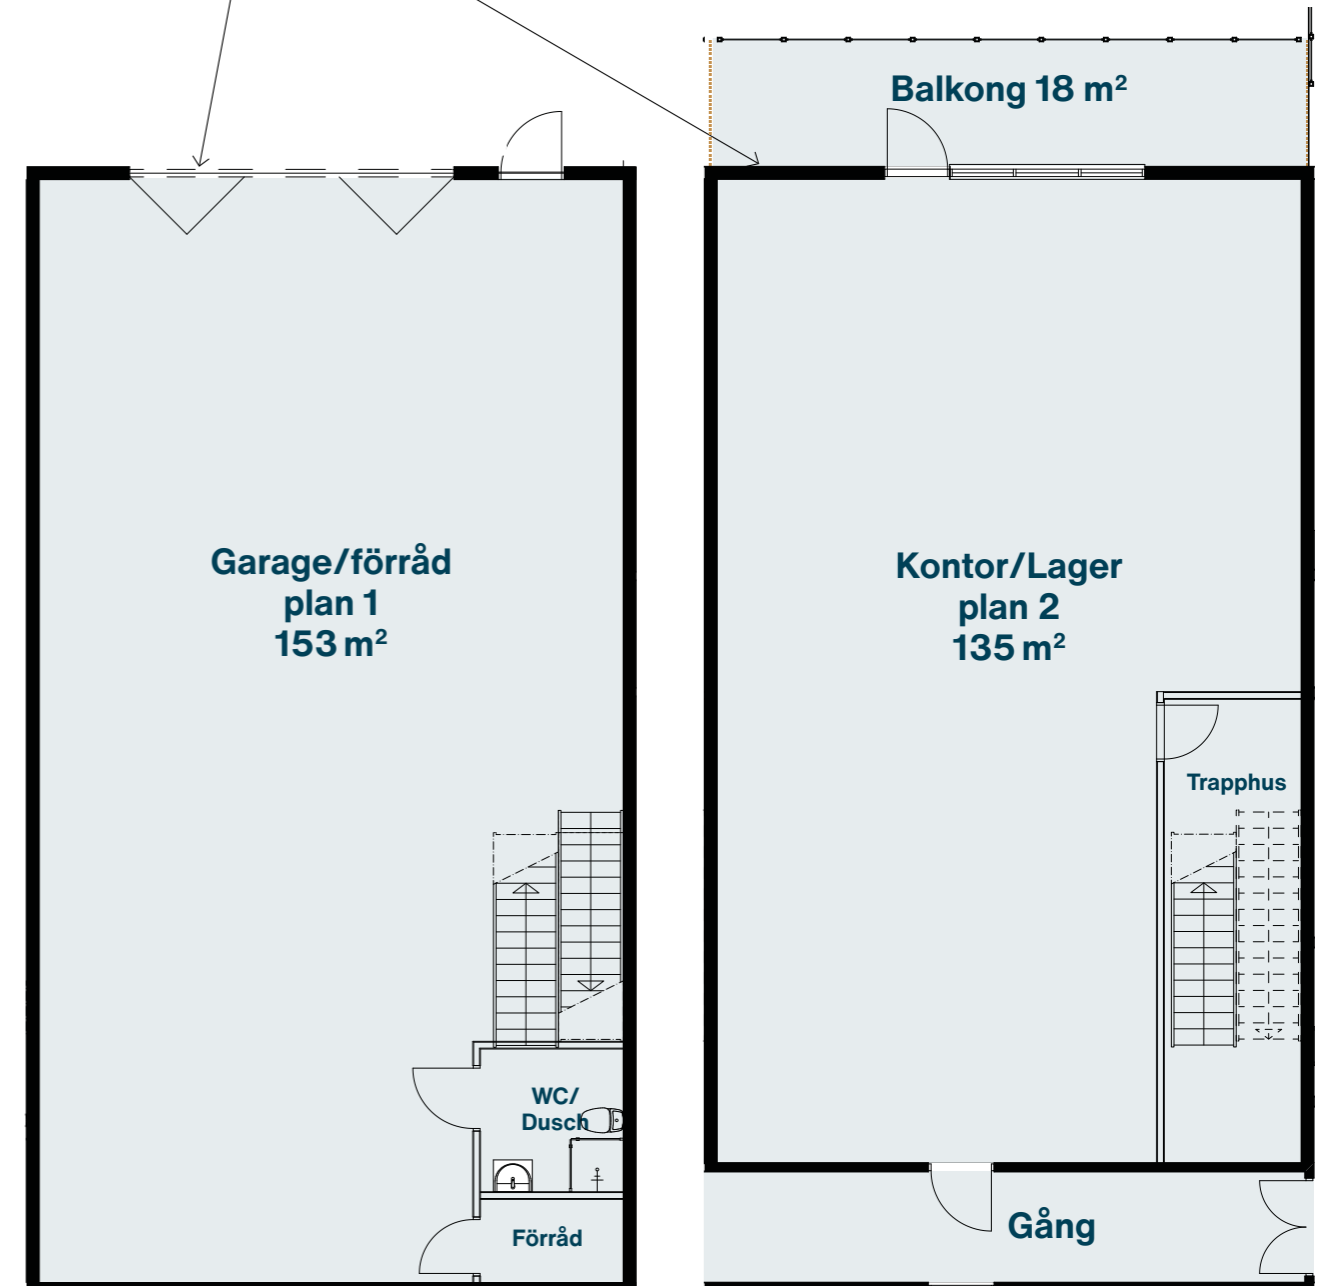 Balkong 18 m²
Garage/förråd
plan 1
153 m²
Kontor/Lager
plan 2
135 m²
Trapphus
WC/
Dusch
Förråd
Gång